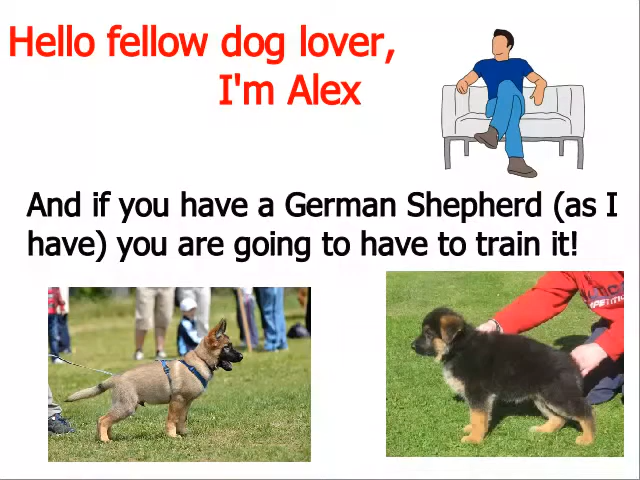 Hello fellow dog lover,
I'm Alex
And if you have a German Shepherd (as I
have) you are going to have to train it!